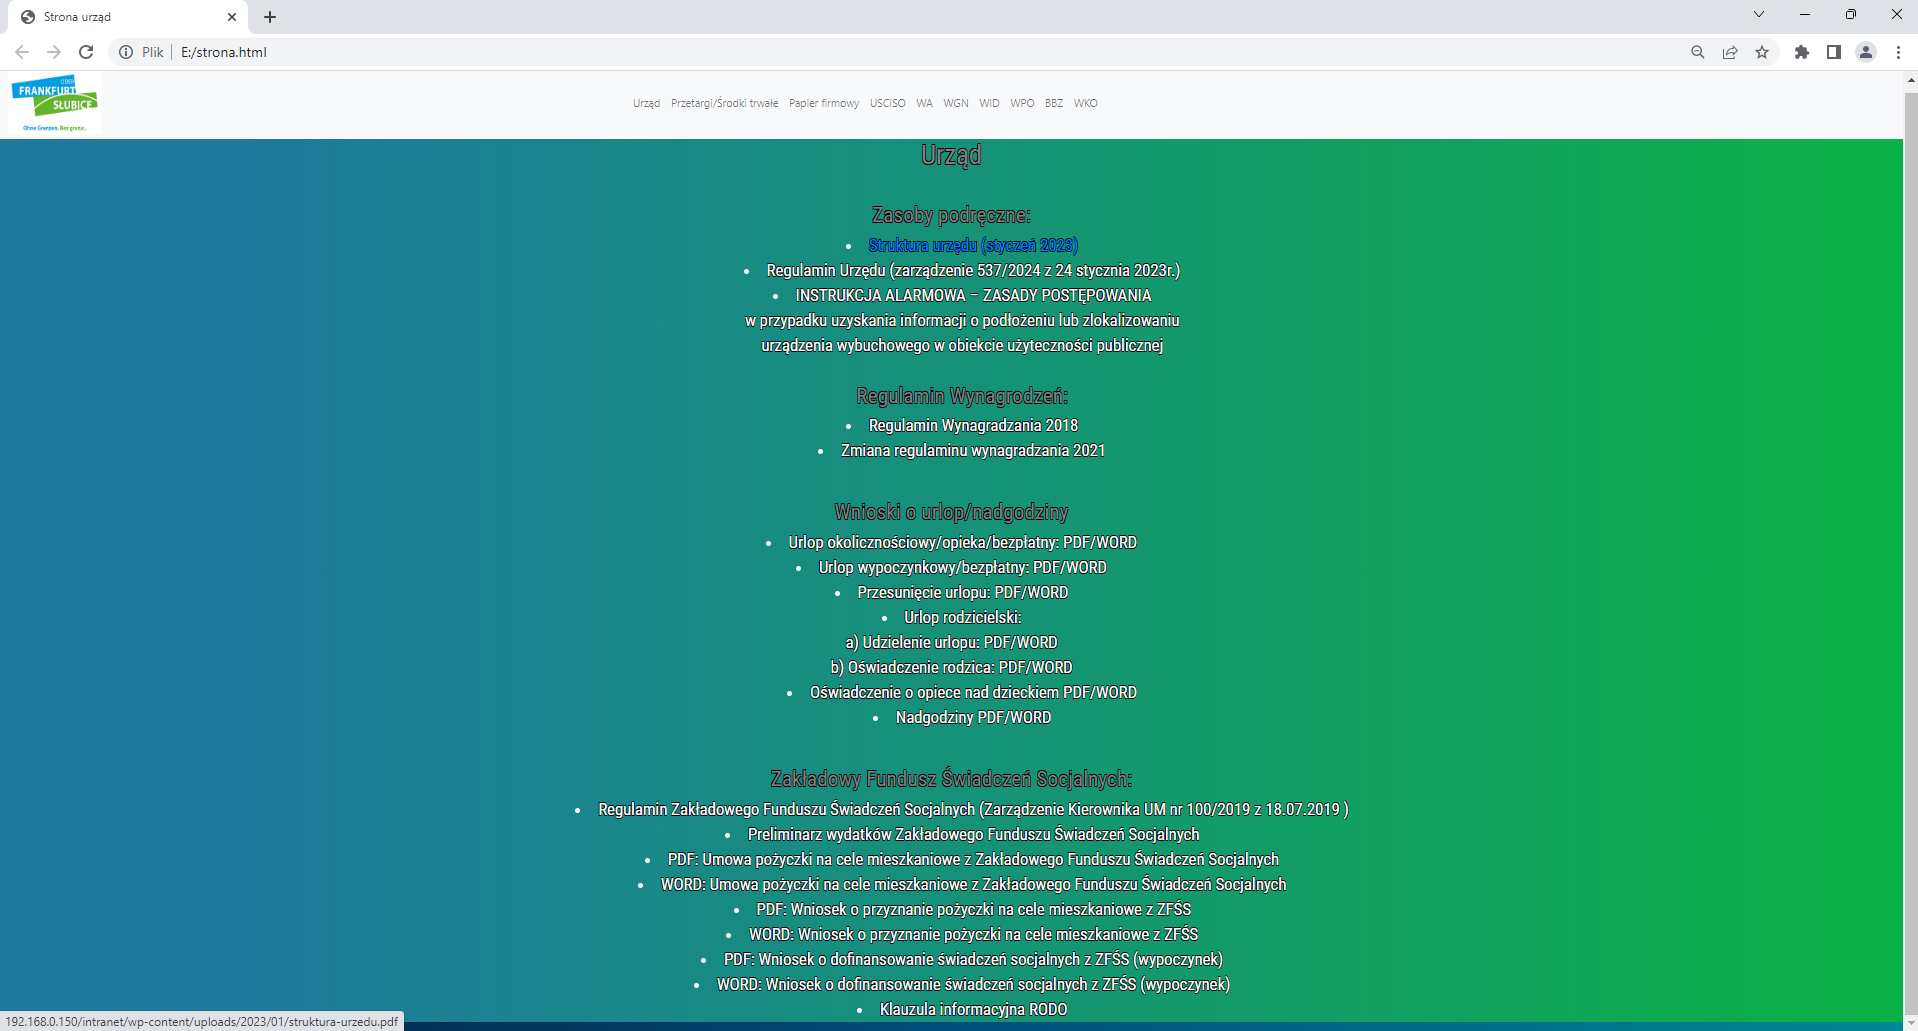 Strona urząd
Plik E:/strona.html
ODER
FRANKFURT
SŁUBICE
Ohne Grenzen. Bez granic.
Urząd Przetargi/Środki trwałe Papier firmowy USCiSO WA WGN WID WPO BBZ WKO
Urząd
Zasoby podręczne:
• Struktura urzędu (styczeń 2023)
• Regulamin Urzędu (zarządzenie 537/2024 z 24 stycznia 2023r.)
• INSTRUKCJA ALARMOWA – ZASADY POSTĘPOWANIA
w przypadku uzyskania informacji o podłożeniu lub zlokalizowaniu
urządzenia wybuchowego w obiekcie użyteczności publicznej
Regulamin Wynagrodzeń:
• Regulamin Wynagradzania 2018
• Zmiana regulaminu wynagradzania 2021
Wnioski o urlop/nadgodziny
• Urlop okolicznościowy/opieka/bezpłatny: PDF/WORD
• Urlop wypoczynkowy/bezpłatny: PDF/WORD
• Przesunięcie urlopu: PDF/WORD
• Urlop rodzicielski:
a) Udzielenie urlopu: PDF/WORD
b) Oświadczenie rodzica: PDF/WORD
• Oświadczenie o opiece nad dzieckiem PDF/WORD
• Nadgodziny PDF/WORD
Zakładowy Fundusz Świadczeń Socjalnych:
• Regulamin Zakładowego Funduszu Świadczeń Socjalnych (Zarządzenie Kierownika UM nr 100/2019 z 18.07.2019 )
• Preliminarz wydatków Zakładowego Funduszu Świadczeń Socjalnych
• PDF: Umowa pożyczki na cele mieszkaniowe z Zakładowego Funduszu Świadczeń Socjalnych
• WORD: Umowa pożyczki na cele mieszkaniowe z Zakładowego Funduszu Świadczeń Socjalnych
• PDF: Wniosek o przyznanie pożyczki na cele mieszkaniowe z ZFŚS
• WORD: Wniosek o przyznanie pożyczki na cele mieszkaniowe z ZFŚS
• PDF: Wniosek o dofinansowanie świadczeń socjalnych z ZFŚS (wypoczynek)
• WORD: Wniosek o dofinansowanie świadczeń socjalnych z ZFŚS (wypoczynek)
• Klauzula informacyjna RODO
192.168.0.150/intranet/wp-content/uploads/2023/01/struktura-urzedu.pdf